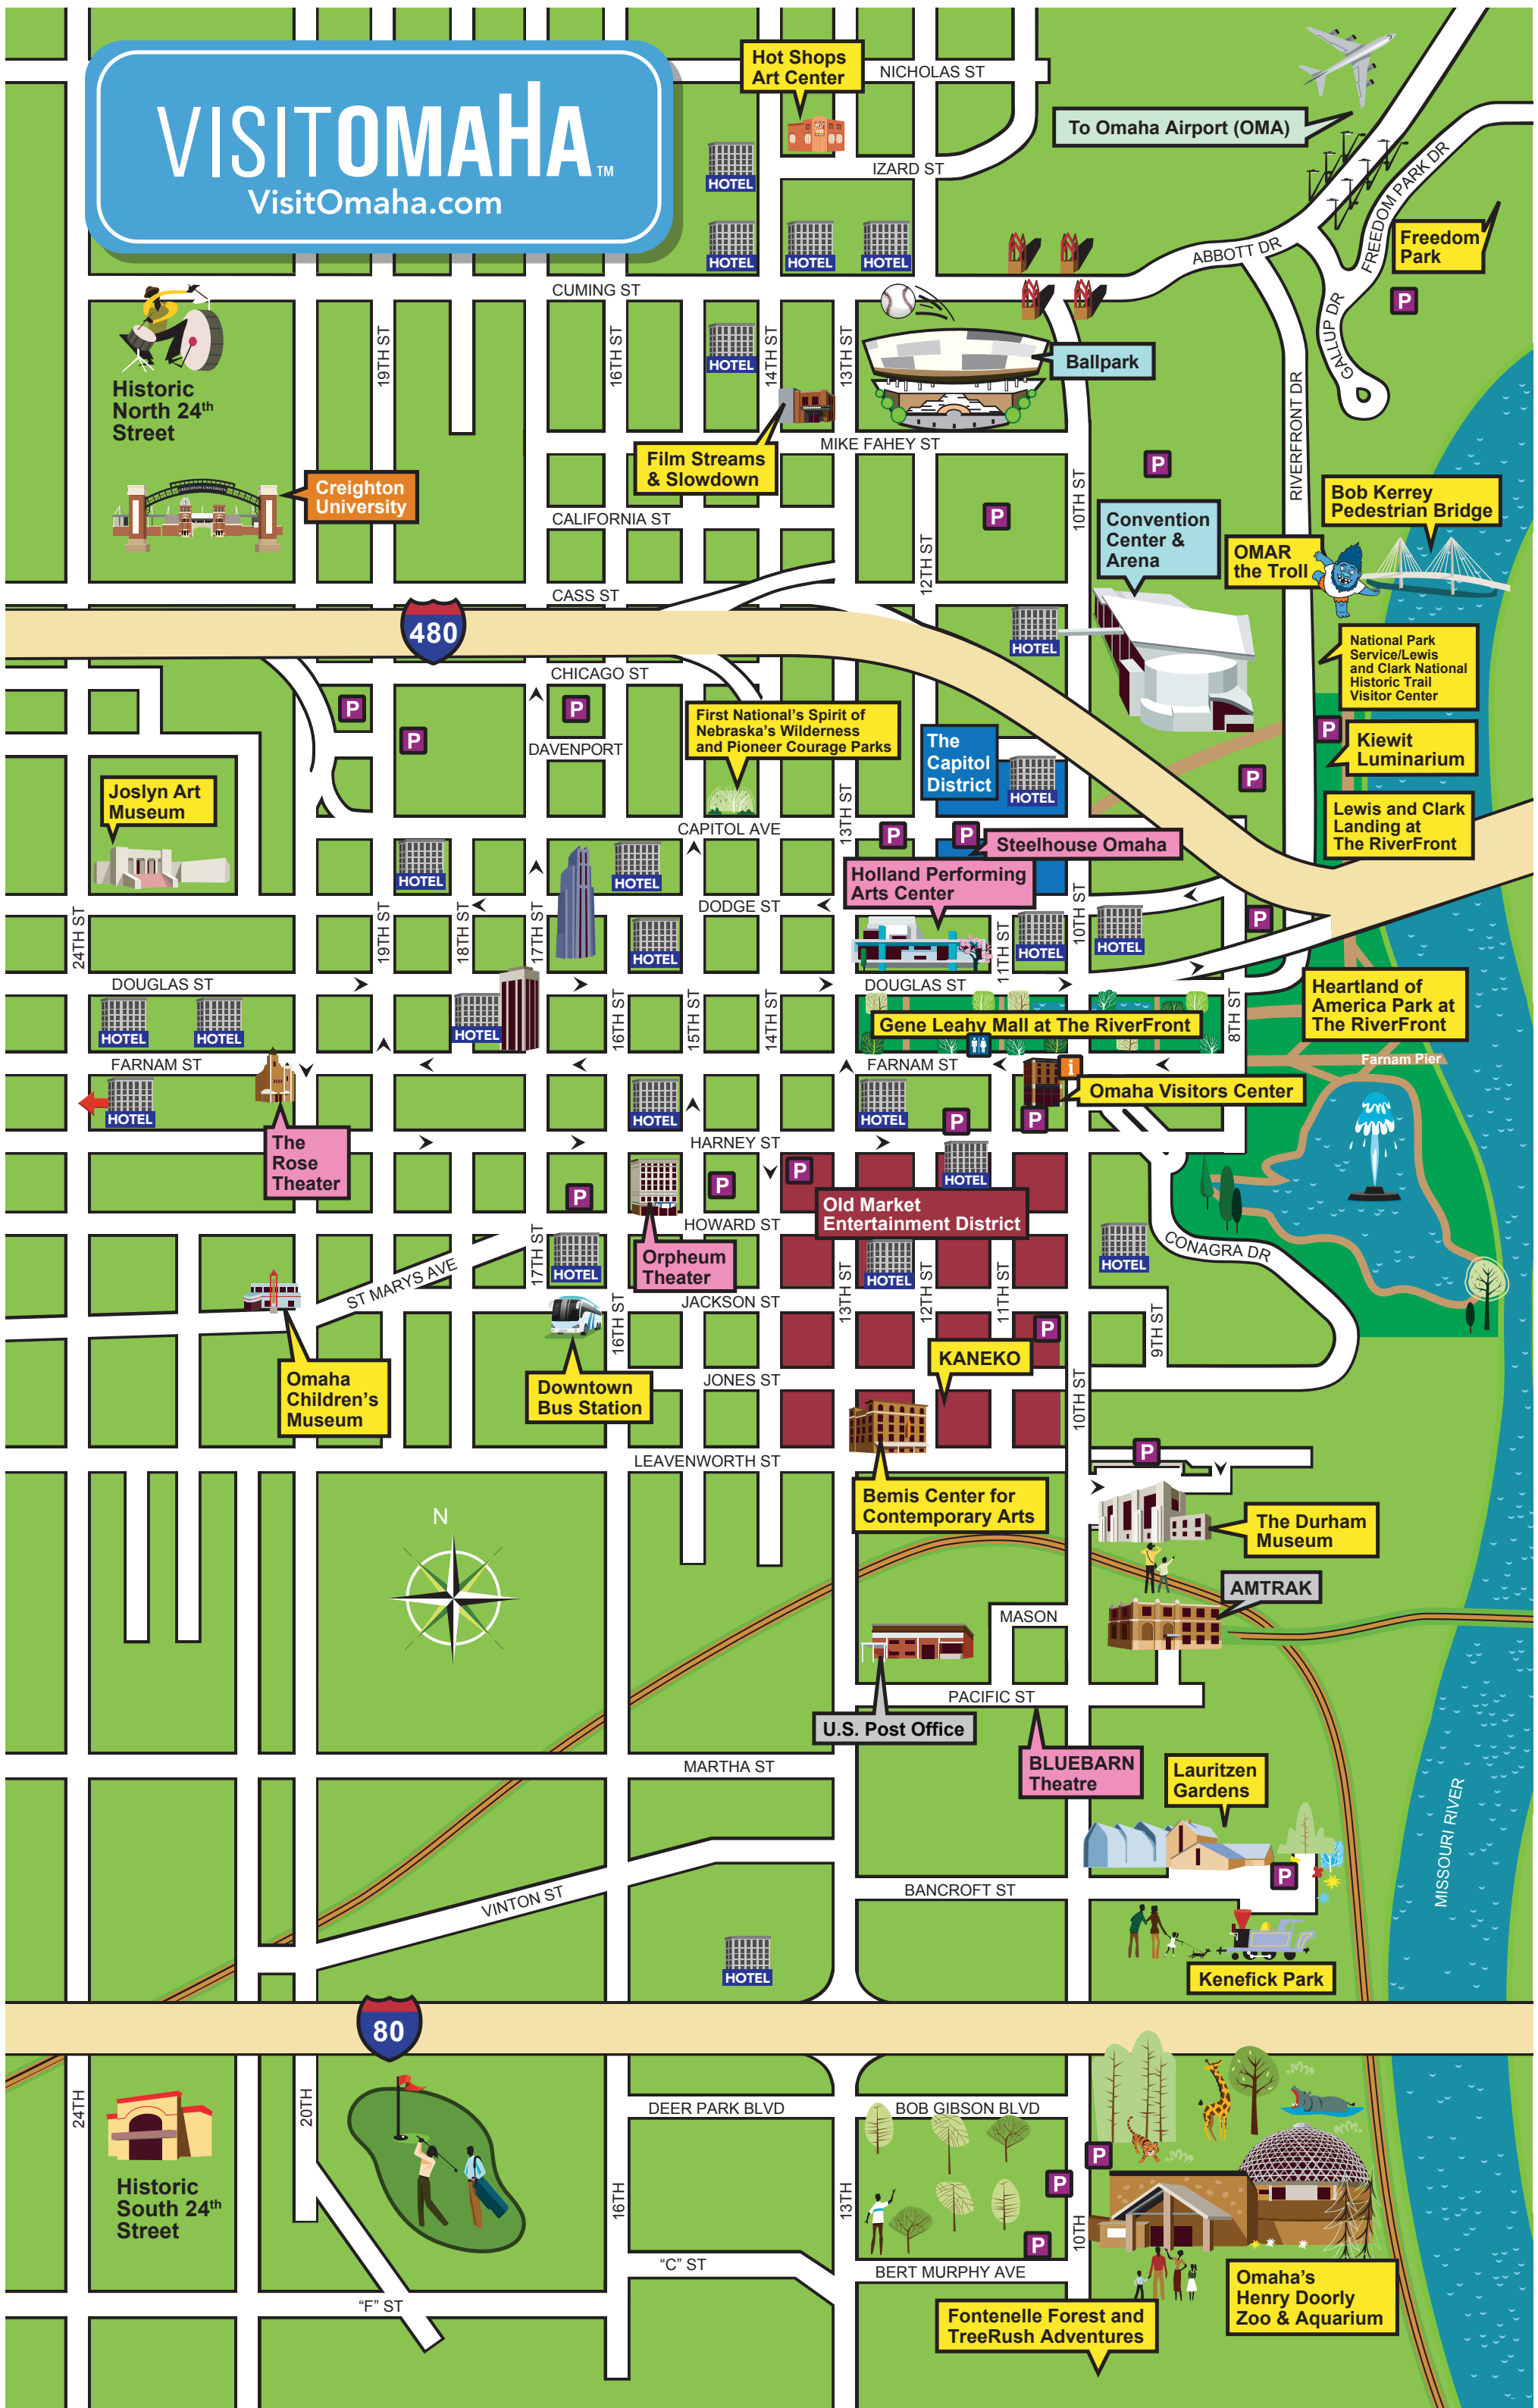 VISITOMAHA™
VisitOmaha.com
Hot Shops
Art Center
NICHOLAS ST
To Omaha Airport (OMA)
IZARD ST
HOTEL
FREEDOM PARK DR
Freedom
Park
ABBOTT DR
HOTEL
HOTEL
HOTEL
CUMING ST
P
GALLUP DR
Historic
North 24th
Street
19TH ST
16TH ST
HOTEL
14TH ST
13TH ST
Ballpark
RIVERFRONT DR
MIKE FAHEY ST
Film Streams
& Slowdown
CREIGHTON UNIVERSITY
Creighton
University
P
10TH ST
Bob Kerrey
Pedestrian Bridge
CALIFORNIA ST
P
12TH ST
Convention
Center &
Arena
OMAR
the Troll
CASS ST
480
HOTEL
National Park
Service/Lewis
and Clark National
Historic Trail
Visitor Center
CHICAGO ST
P
P
P
First National's Spirit of
Nebraska's Wilderness
and Pioneer Courage Parks
DAVENPORT
The
Capitol
District
HOTEL
P
Kiewit
Luminarium
P
Joslyn Art
Museum
Lewis and Clark
Landing at
The RiverFront
CAPITOL AVE
13TH ST
P
P
Steelhouse Omaha
HOTEL
HOTEL
Holland Performing
Arts Center
DODGE ST
24TH ST
19TH ST
18TH ST
17TH ST
HOTEL
11TH ST
HOTEL
10TH ST
HOTEL
P
DOUGLAS ST
DOUGLAS ST
Heartland of
America Park at
The RiverFront
HOTEL
HOTEL
HOTEL
16TH ST
15TH ST
14TH ST
Gene Leahy Mall at The RiverFront
8TH ST
FARNAM ST
FARNAM ST
Farnam Pier
i
Omaha Visitors Center
HOTEL
HOTEL
HOTEL
P
P
The
Rose
Theater
HARNEY ST
P
P
P
HOTEL
Old Market
Entertainment District
HOWARD ST
ST MARYS AVE
17TH ST
HOTEL
Orpheum
Theater
13TH ST
HOTEL
12TH ST
11TH ST
HOTEL
CONAGRA DR
JACKSON ST
16TH ST
P
9TH ST
Omaha
Children's
Museum
Downtown
Bus Station
JONES ST
KANEKO
10TH ST
LEAVENWORTH ST
P
Bemis Center for
Contemporary Arts
The Durham
Museum
N
AMTRAK
MASON
PACIFIC ST
U.S. Post Office
BLUEBARN
Theatre
MARTHA ST
Lauritzen
Gardens
MISSOURI RIVER
P
BANCROFT ST
VINTON ST
HOTEL
Kenefick Park
80
24TH
20TH
DEER PARK BLVD
BOB GIBSON BLVD
P
P
Historic
South 24th
Street
16TH
13TH
10TH
P
"C" ST
BERT MURPHY AVE
"F" ST
Omaha's
Henry Doorly
Zoo & Aquarium
Fontenelle Forest and
TreeRush Adventures